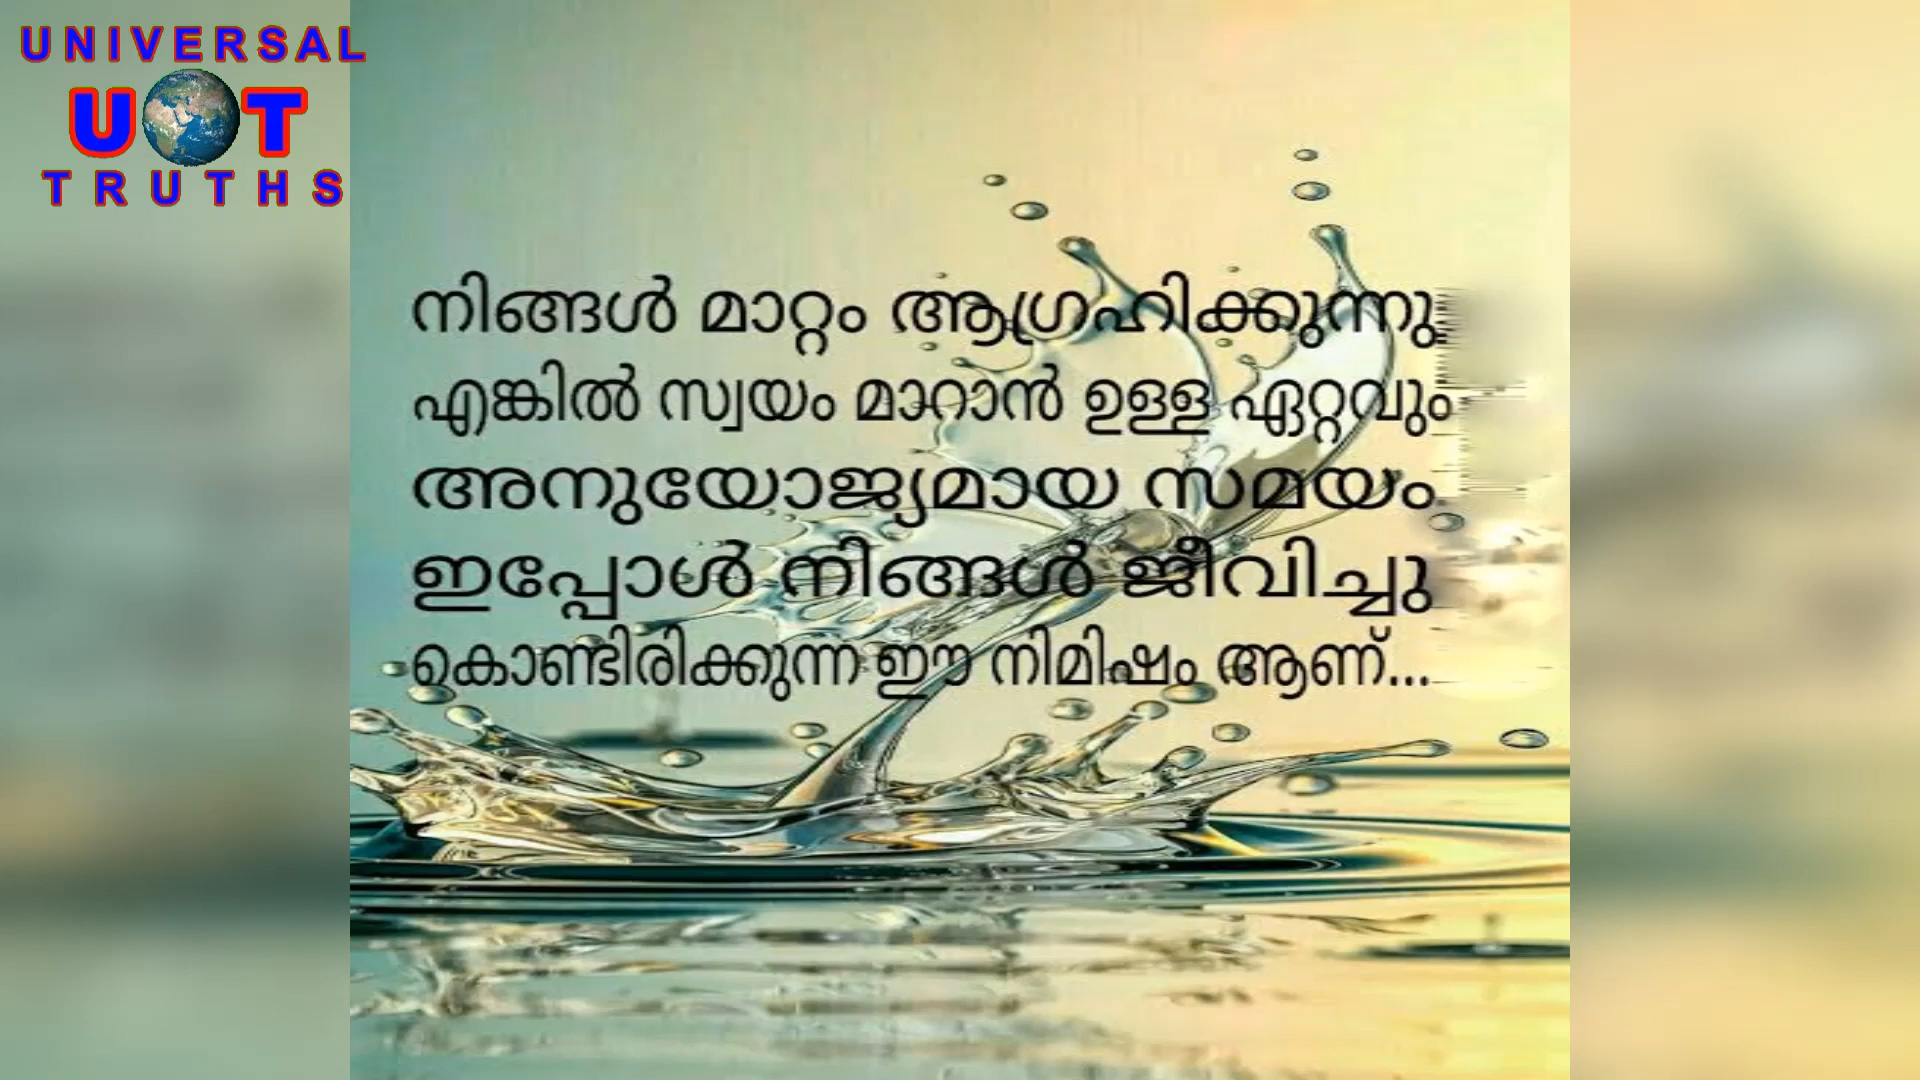 UNIVERSAL
U T
TRUTHS
നിങ്ങൾ മാറ്റം ആഗ്രഹിക്കുന്നു
എങ്കിൽ സ്വയം മാറാൻ ഉള്ള ഏറ്റവും
അനുയോജ്യമായ സമയം
ഇപ്പോൾ നിങ്ങൾ ജീവിച്ചു
കൊണ്ടിരിക്കുന്ന ഈ നിമിഷം ആണ്...